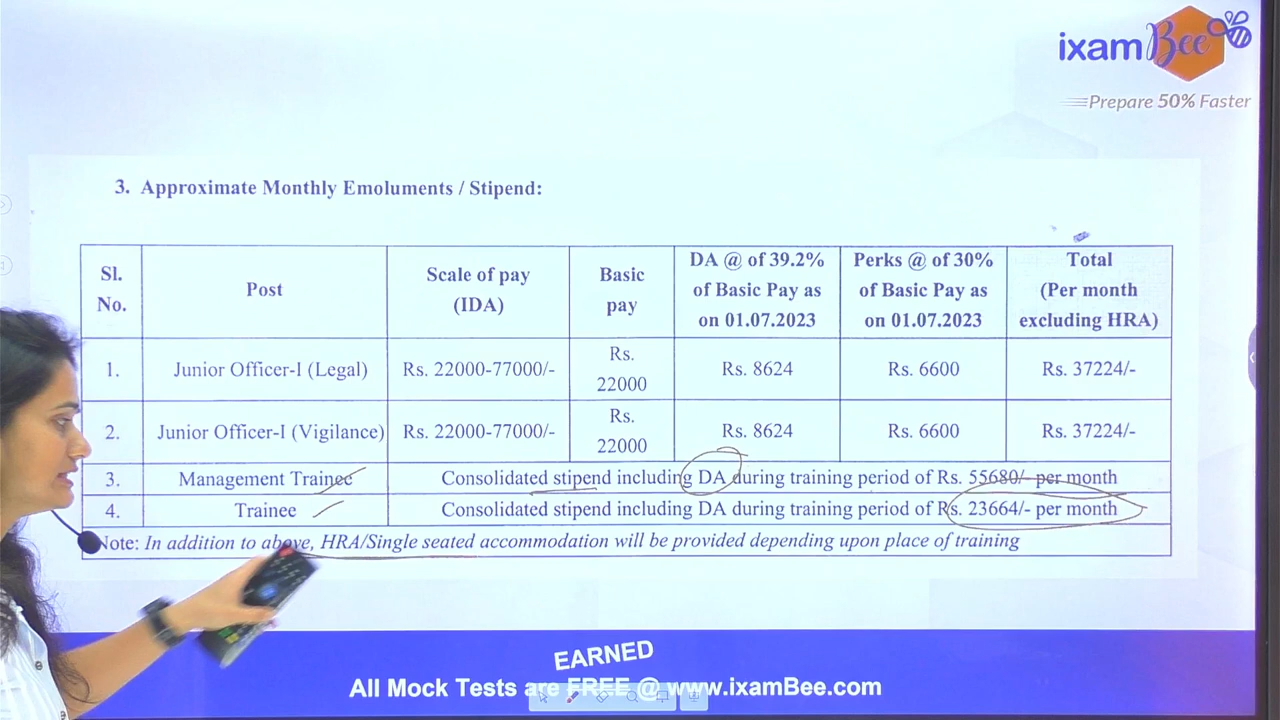 ixamBee
Prepare 50% Faster
3. Approximate Monthly Emoluments / Stipend:
Sl. No. Post Scale of pay (IDA) Basic pay DA @ of 39.2% of Basic Pay as on 01.07.2023 Perks @ of 30% of Basic Pay as on 01.07.2023 Total (Per month excluding HRA)
1. Junior Officer-I (Legal) Rs. 22000-77000/- Rs. 22000 Rs. 8624 Rs. 6600 Rs. 37224/-
2. Junior Officer-I (Vigilance) Rs. 22000-77000/- Rs. 22000 Rs. 8624 Rs. 6600 Rs. 37224/-
3. Management Trainee Consolidated stipend including DA during training period of Rs. 55680/- per month
4. Trainee Consolidated stipend including DA during training period of Rs. 23664/- per month
Note: In addition to above, HRA/Single seated accommodation will be provided depending upon place of training
EARNED
All Mock Tests are FREE @ www.ixamBee.com